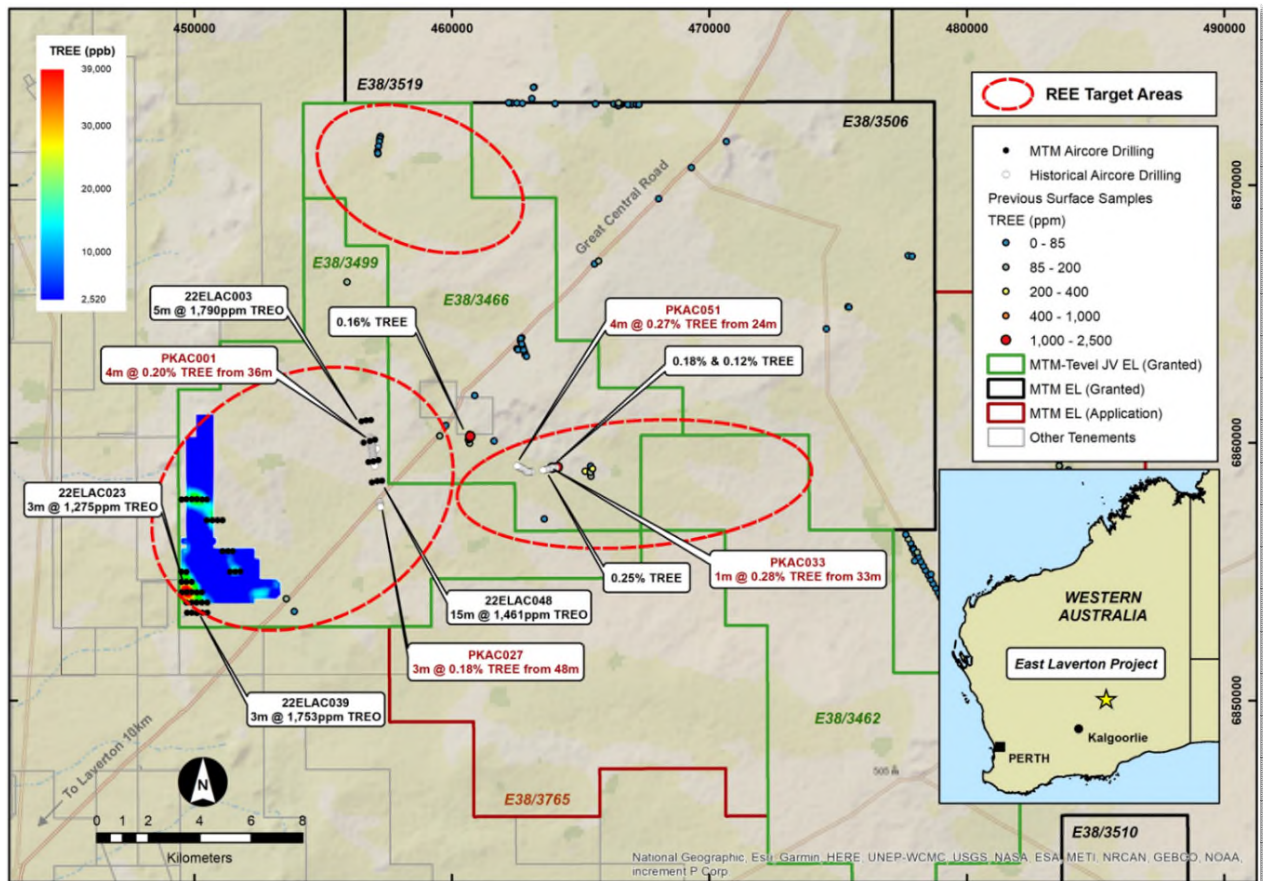 450000
460000
470000
480000
490000
TREE (ppb)
39,000
30,000
20,000
10,000
2,520
E38/3519
E38/3506
REE Target Areas
MTM Aircore Drilling
Historical Aircore Drilling
Previous Surface Samples
TREE (ppm)
0 - 85
85 - 200
200 - 400
400 - 1,000
1,000 - 2,500
MTM-Tevel JV EL (Granted)
MTM EL (Granted)
MTM EL (Application)
Other Tenements
6870000
6860000
6850000
Great Central Road
E38/3499
E38/3466
22ELAC003
5m @ 1,790ppm TREO
0.16% TREE
PKAC051
4m @ 0.27% TREE from 24m
PKAC001
4m @ 0.20% TREE from 36m
0.18% & 0.12% TREE
22ELAC023
3m @ 1,275ppm TREO
0.25% TREE
PKAC033
1m @ 0.28% TREE from 33m
22ELAC048
15m @ 1,461ppm TREO
PKAC027
3m @ 0.18% TREE from 48m
22ELAC039
3m @ 1,753ppm TREO
To Laverton 10km
E38/3462
E38/3765
E38/3510
505
N
0 1 2 4 6 8
Kilometers
WESTERN
AUSTRALIA
East Laverton Project
Kalgoorlie
PERTH
National Geographic, Esri, Garmin, HERE, UNEP-WCMC, USGS, NASA, ESA, METI, NRCAN, GEBCO, NOAA,
increment P Corp